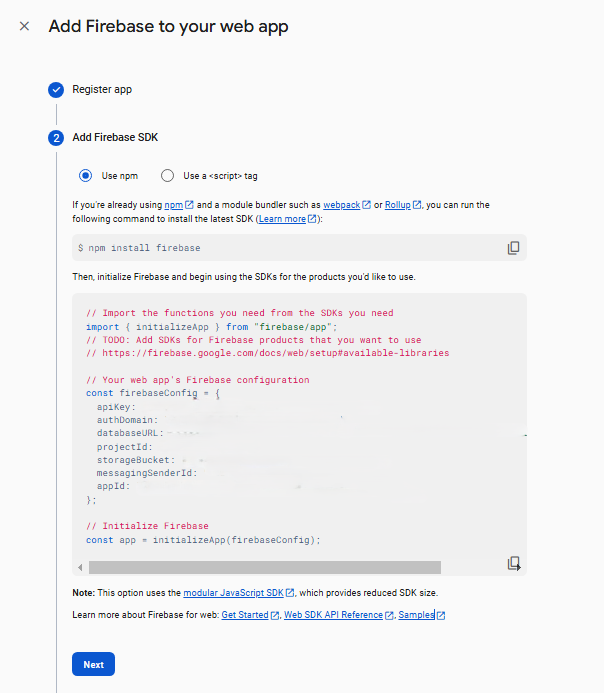 Add Firebase to your web app
Register app
2 Add Firebase SDK
Use npm Use a <script> tag
If you're already using npm and a module bundler such as webpack or Rollup, you can run the
following command to install the latest SDK (Learn more):
$ npm install firebase
Then, initialize Firebase and begin using the SDKs for the products you'd like to use.
// Import the functions you need from the SDKs you need
import { initializeApp } from "firebase/app";
// TODO: Add SDKs for Firebase products that you want to use
// https://firebase.google.com/docs/web/setup#available-libraries
// Your web app's Firebase configuration
const firebaseConfig = {
apiKey:
authDomain:
databaseURL:
projectId:
storageBucket:
messagingSenderId:
appId:
};
// Initialize Firebase
const app = initializeApp(firebaseConfig);
Note: This option uses the modular JavaScript SDK, which provides reduced SDK size.
Learn more about Firebase for web: Get Started, Web SDK API Reference, Samples
Next